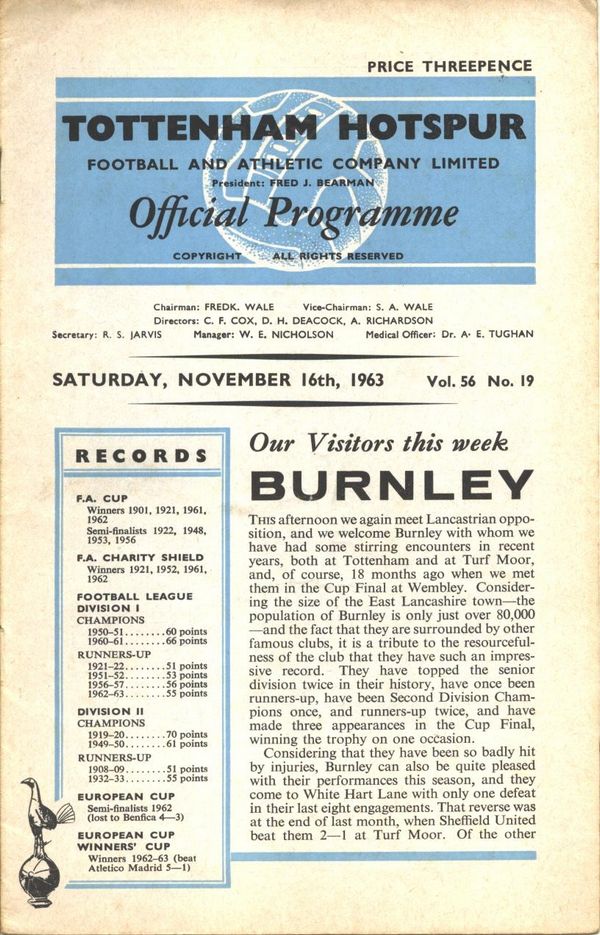 PRICE THREEPENCE
TOTTENHAM HOTSPUR
FOOTBALL AND ATHLETIC COMPANY LIMITED
President: FRED J. BEARMAN
Official Programme
COPYRIGHT ALL RIGHTS RESERVED
Chairman: FREDK. WALE Vice-Chairman: S. A. WALE
Directors: C. F. COX, D. H. DEACOCK, A. RICHARDSON
Secretary: R. S. JARVIS Manager: W. E. NICHOLSON Medical Officer: Dr. A. E. TUGHAN
SATURDAY, NOVEMBER 16th, 1963 Vol. 56 No. 19
RECORDS
F.A. CUP
Winners 1901, 1921, 1961,
1962
Semi-finalists 1922, 1948,
1953, 1956
F.A. CHARITY SHIELD
Winners 1921, 1952, 1961,
1962
FOOTBALL LEAGUE
DIVISION I
CHAMPIONS
1950–51........60 points
1960–61........66 points
RUNNERS-UP
1921–22........51 points
1951–52........53 points
1956–57........56 points
1962–63........55 points
DIVISION II
CHAMPIONS
1919–20........70 points
1949–50........61 points
RUNNERS-UP
1908–09........51 points
1932–33........55 points
EUROPEAN CUP
Semi-finalists 1962
(lost to Benfica 4—3)
EUROPEAN CUP
WINNERS' CUP
Winners 1962–63 (beat
Atletico Madrid 5—1)
Our Visitors this week
BURNLEY
THIS afternoon we again meet Lancastrian oppo-
sition, and we welcome Burnley with whom we
have had some stirring encounters in recent
years, both at Tottenham and at Turf Moor,
and, of course, 18 months ago when we met
them in the Cup Final at Wembley. Consider-
ing the size of the East Lancashire town—the
population of Burnley is only just over 80,000
—and the fact that they are surrounded by other
famous clubs, it is a tribute to the resourceful-
ness of the club that they have such an impres-
sive record. They have topped the senior
division twice in their history, have once been
runners-up, have been Second Division Cham-
pions once, and runners-up twice, and have
made three appearances in the Cup Final,
winning the trophy on one occasion.
Considering that they have been so badly hit
by injuries, Burnley can also be quite pleased
with their performances this season, and they
come to White Hart Lane with only one defeat
in their last eight engagements. That reverse was
at the end of last month, when Sheffield United
beat them 2—1 at Turf Moor. Of the other